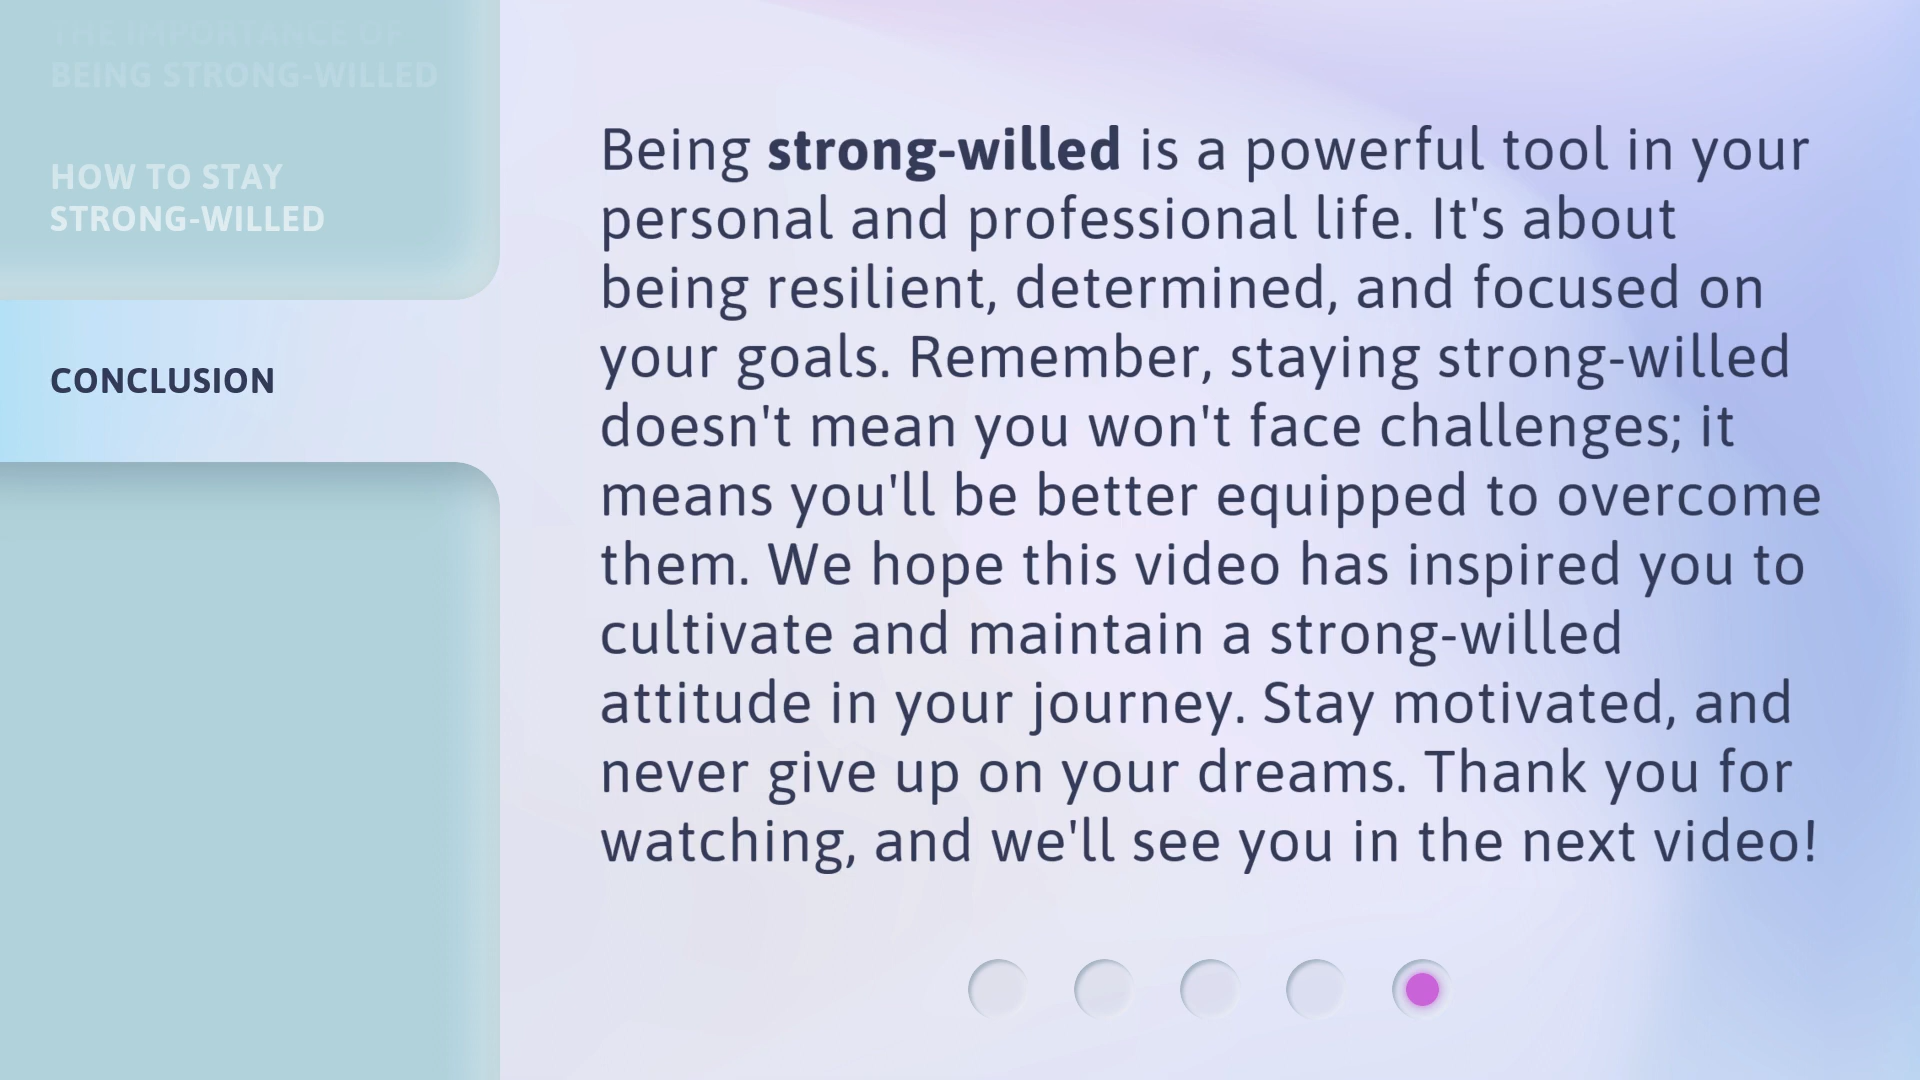 THE IMPORTANCE OF
BEING STRONG-WILLED
HOW TO STAY
STRONG-WILLED
CONCLUSION
Being strong-willed is a powerful tool in your
personal and professional life. It's about
being resilient, determined, and focused on
your goals. Remember, staying strong-willed
doesn't mean you won't face challenges; it
means you'll be better equipped to overcome
them. We hope this video has inspired you to
cultivate and maintain a strong-willed
attitude in your journey. Stay motivated, and
never give up on your dreams. Thank you for
watching, and we'll see you in the next video!